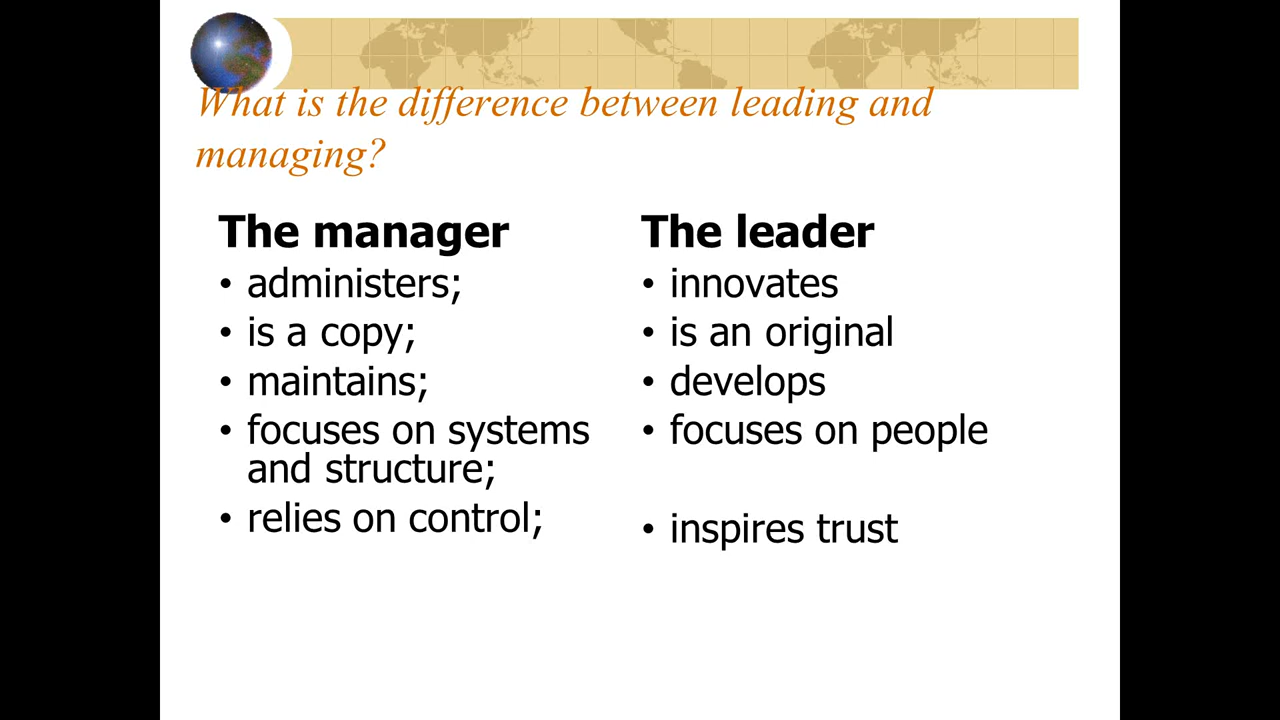 What is the difference between leading and
managing?
The manager
• administers;
• is a copy;
• maintains;
• focuses on systems
and structure;
• relies on control;
The leader
• innovates
• is an original
• develops
• focuses on people
• inspires trust